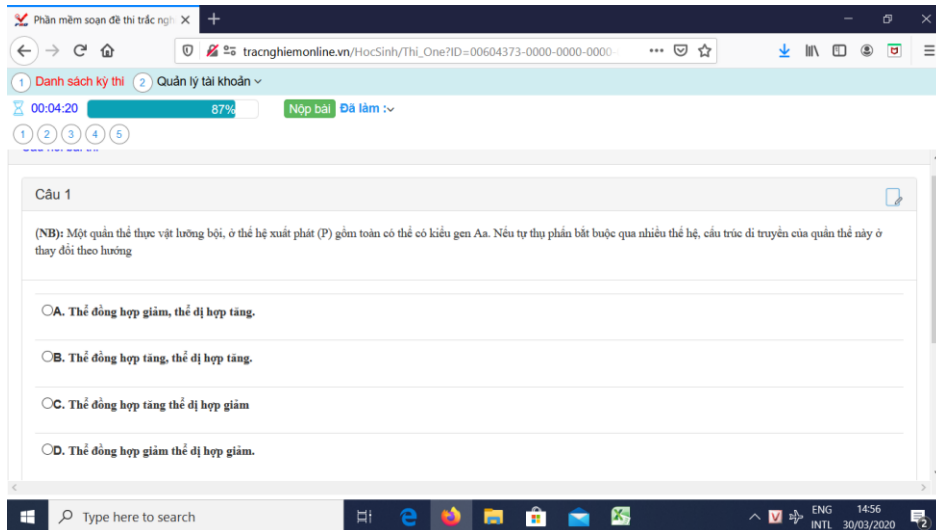 Phần mềm soạn đề thi trắc ngh
tracnghiemonline.vn/HocSinh/Thi_One?ID=00604373-0000-0000-0000-
1 Danh sách kỳ thi 2 Quản lý tài khoản
00:04:20 87% Nộp bài Đã làm :
1 2 3 4 5
Câu 1
(NB): Một quần thể thực vật lưỡng bội, ở thế hệ xuất phát (P) gồm toàn có thể có kiểu gen Aa. Nếu tự thụ phấn bắt buộc qua nhiều thế hệ, cấu trúc di truyền của quần thể này ở
thay đổi theo hướng
A. Thể đồng hợp giảm, thể dị hợp tăng.
B. Thể đồng hợp tăng, thể dị hợp tăng.
C. Thể đồng hợp tăng thể dị hợp giảm
D. Thể đồng hợp giảm thể dị hợp giảm.
Type here to search
ENG 14:56
INTL 30/03/2020 2